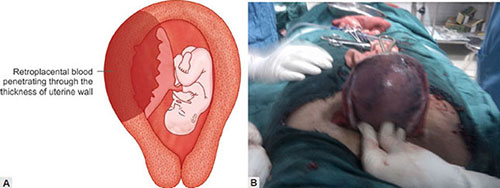 Retroplacental blood
penetrating through the
thickness of uterine wall
A
B